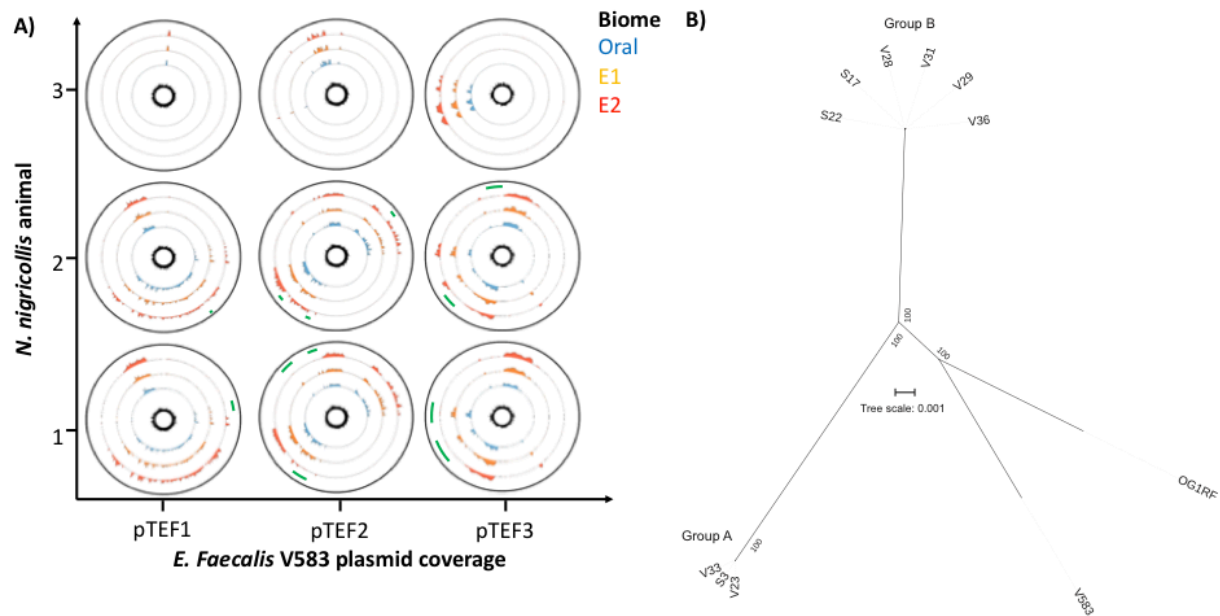 A)
Biome
Oral
E1
E2
3
2
1
N. nigricollis animal
pTEF1
pTEF2
pTEF3
E. Faecalis V583 plasmid coverage
B)
Group B
V28
V31
S17
V29
S22
V36
100
100
100
Tree scale: 0.001
OG1RF
Group A
100
V33
S3
V23
V583